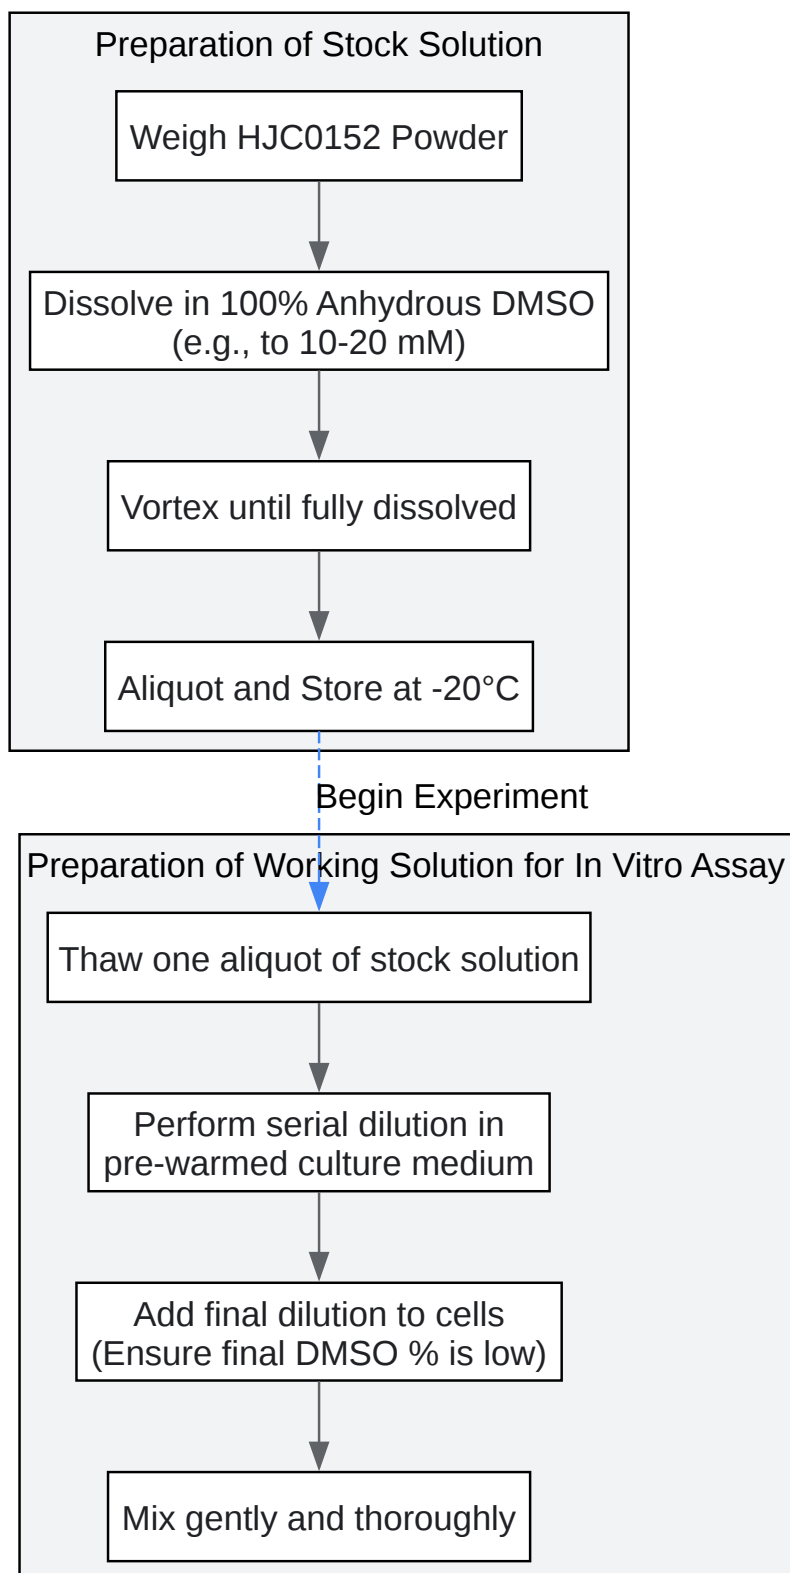 Preparation of Stock Solution
Weigh HJC0152 Powder
Dissolve in 100% Anhydrous DMSO
(e.g., to 10-20 mM)
Vortex until fully dissolved
Aliquot and Store at -20°C
Begin Experiment
Preparation of Working Solution for In Vitro Assay
Thaw one aliquot of stock solution
Perform serial dilution in
pre-warmed culture medium
Add final dilution to cells
(Ensure final DMSO % is low)
Mix gently and thoroughly